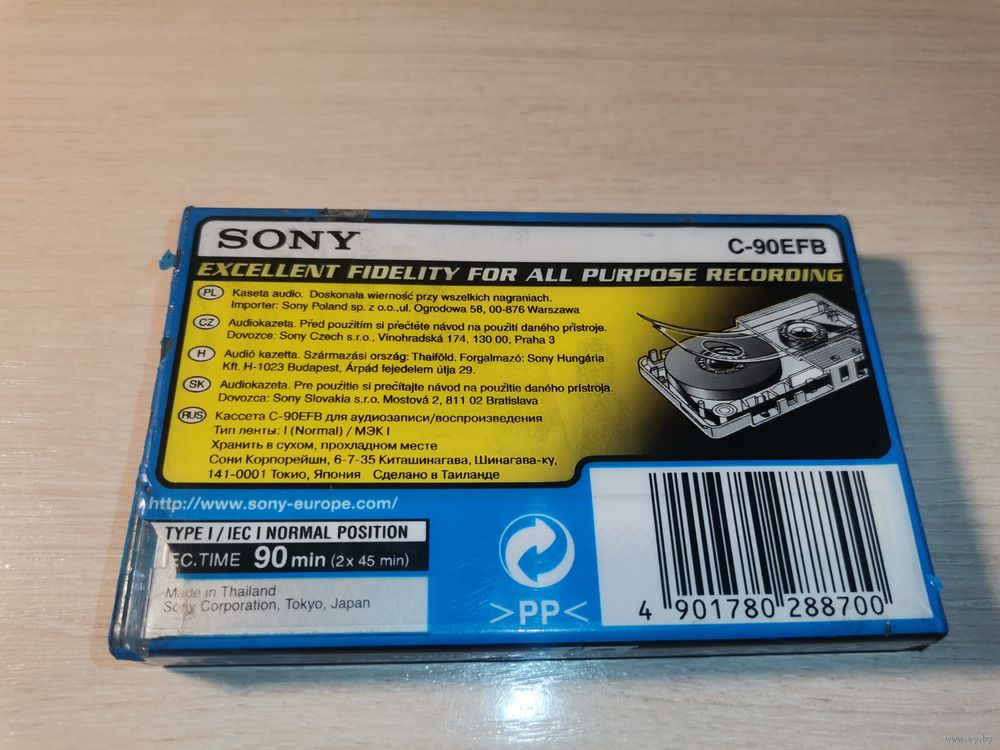 SONY
C-90EFB
EXCELLENT FIDELITY FOR ALL PURPOSE RECORDING
PL Kaseta audio. Doskonała wierność przy wszelkich nagraniach.
Importer: Sony Poland sp. z o.o.,ul. Ogrodowa 58, 00-876 Warszawa
CZ Audiokazeta. Před použitím si přečtěte návod na použití daného přístroje.
Dovozce: Sony Czech s.r.o., Vinohradská 174, 130 00, Praha 3
H Audió kazetta. Származási ország: Thaiföld. Forgalmazó: Sony Hungária
Kft. H-1023 Budapest, Árpád fejedelem útja 29.
SK Audiokazeta. Pre použitie si prečítajte návod na použitie daného prístroja.
Dovozca: Sony Slovakia s.r.o. Mostová 2, 811 02 Bratislava
RUS Кассета C-90EFB для аудиозаписи/воспроизведения
Тип ленты: I (Normal) / МЭК I
Хранить в сухом, прохладном месте
Сони Корпорейшн, 6-7-35 Киташинагава, Шинагава-ку,
141-0001 Токио, Япония Сделано в Таиланде
http://www.sony-europe.com/
TYPE I / IEC I NORMAL POSITION
REC.TIME 90 min (2x 45 min)
Made in Thailand
Sony Corporation, Tokyo, Japan
>PP<
4 901780 288700
www.ay.by